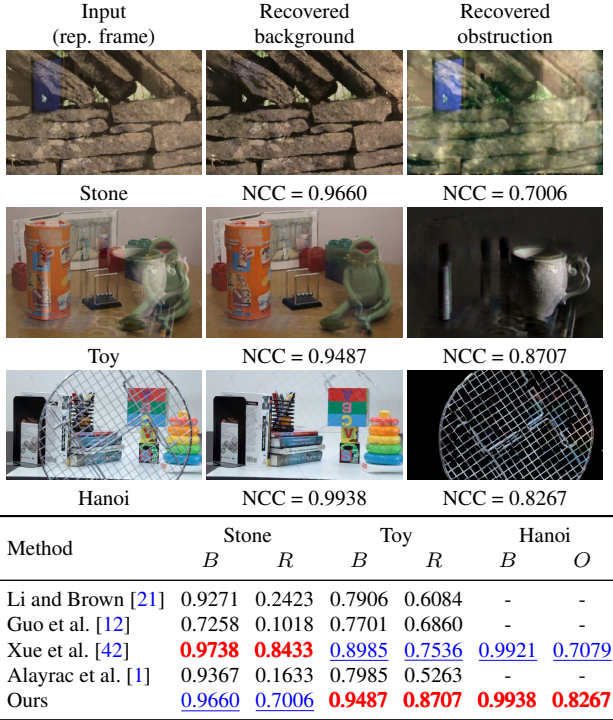 Input Recovered Recovered
(rep. frame) background obstruction
Stone NCC = 0.9660 NCC = 0.7006
Toy NCC = 0.9487 NCC = 0.8707
Hanoi NCC = 0.9938 NCC = 0.8267
Method Stone Toy Hanoi
B R B R B O
Li and Brown [21] 0.9271 0.2423 0.7906 0.6084 - -
Guo et al. [12] 0.7258 0.1018 0.7701 0.6860 - -
Xue et al. [42] 0.9738 0.8433 0.8985 0.7536 0.9921 0.7079
Alayrac et al. [1] 0.9367 0.1633 0.7985 0.5263 - -
Ours 0.9660 0.7006 0.9487 0.8707 0.9938 0.8267